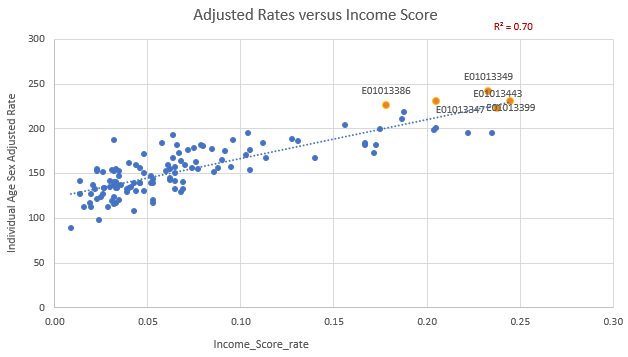 Adjusted Rates versus Income Score
R² = 0.70
300
250
200
150
100
50
0
Individual Age Sex Adjusted Rate
E01013349
E01013386
E01013443
E01013347
E01013399
0.00
0.05
0.10
0.15
0.20
0.25
0.30
Income_Score_rate